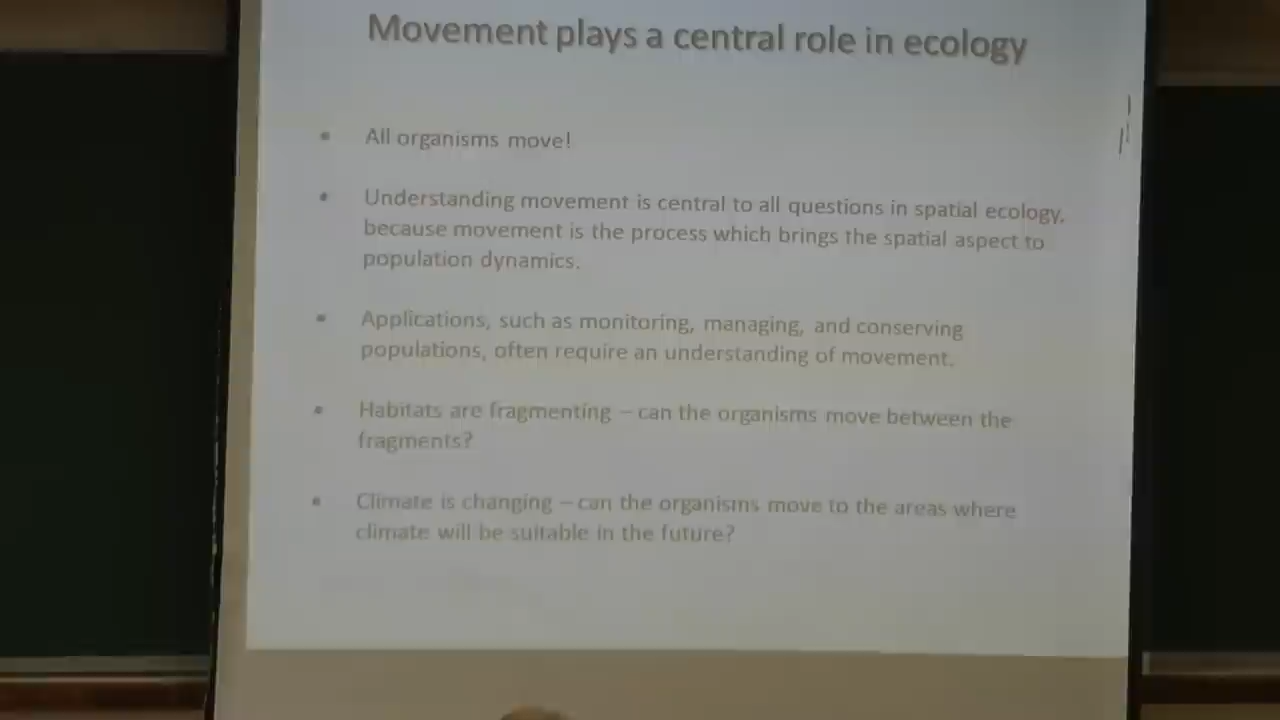 Movement plays a central role in ecology
• All organisms move!
• Understanding movement is central to all questions in spatial ecology,
because movement is the process which brings the spatial aspect to
population dynamics.
• Applications, such as monitoring, managing, and conserving
populations, often require an understanding of movement.
• Habitats are fragmenting – can the organisms move between the
fragments?
• Climate is changing – can the organisms move to the areas where
climate will be suitable in the future?